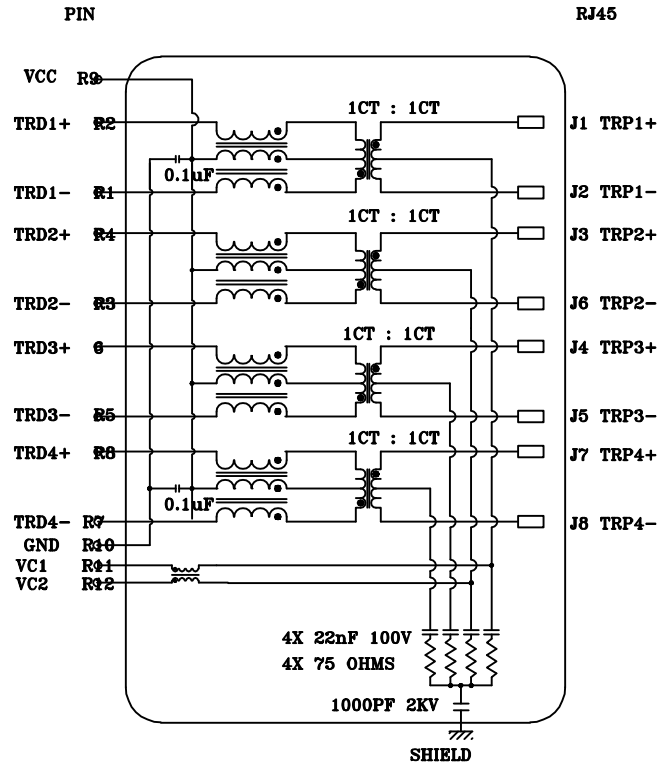 PIN RJ45
VCC R9
1CT : 1CT
TRD1+ R2 J1 TRP1+
0.1uF
TRD1- R1 J2 TRP1-
1CT : 1CT
TRD2+ R4 J3 TRP2+
TRD2- R3 J6 TRP2-
1CT : 1CT
TRD3+ 6 J4 TRP3+
TRD3- R5 J5 TRP3-
1CT : 1CT
TRD4+ R8 J7 TRP4+
0.1uF
TRD4- R7 J8 TRP4-
GND R10
VC1 R11
VC2 R12
4X 22nF 100V
4X 75 OHMS
1000PF 2KV
SHIELD